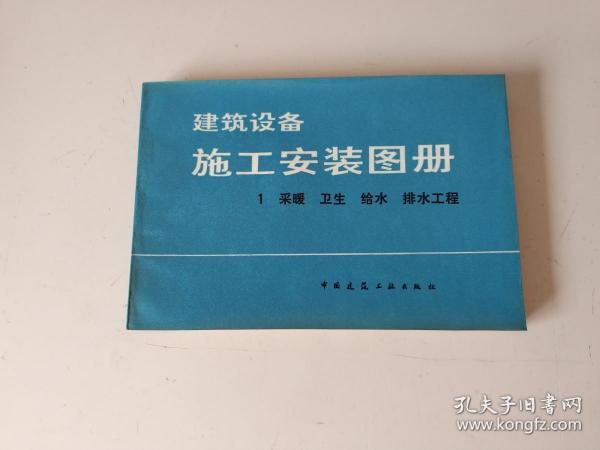 建筑设备
施工安装图册
1 采暖 卫生 给水 排水工程
中国建筑工业出版社
孔夫子旧书网
www.kongfz.com